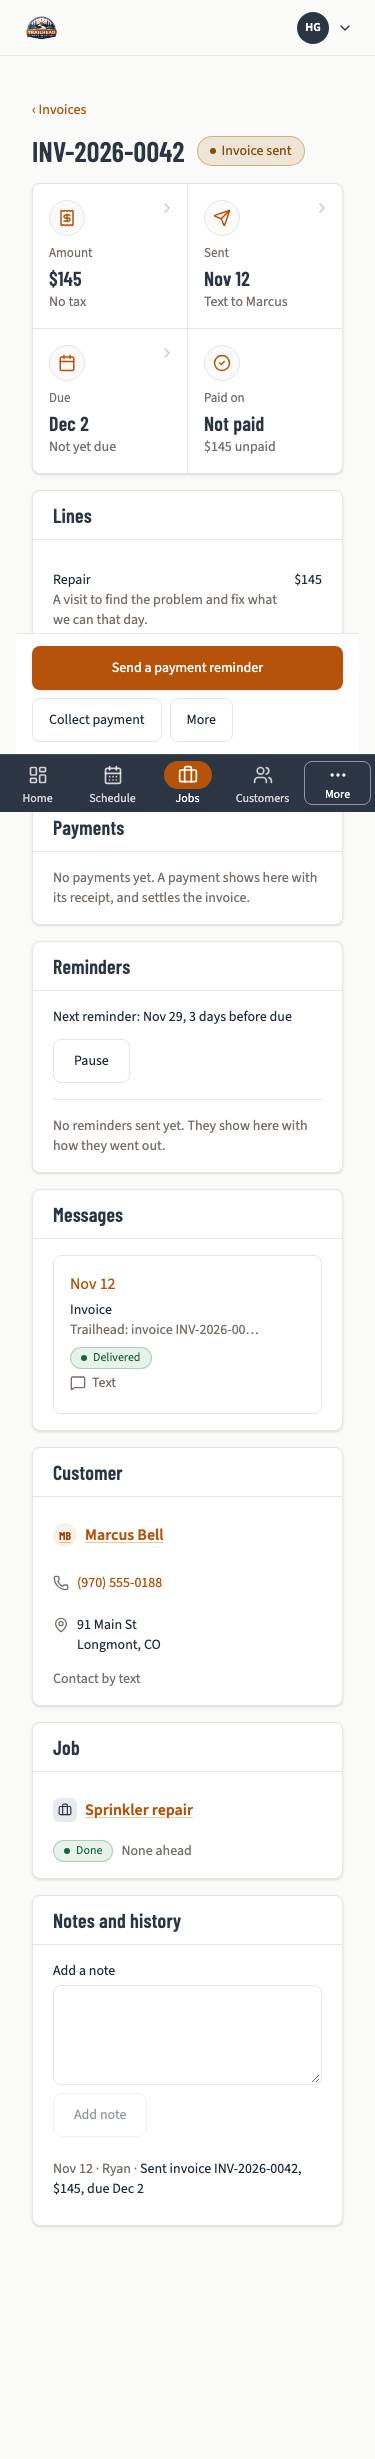 TRAILHEAD
HG
‹ Invoices
INV-2026-0042
Invoice sent
Amount
$145
No tax
Sent
Nov 12
Text to Marcus
Due
Dec 2
Not yet due
Paid on
Not paid
$145 unpaid
Lines
Repair
$145
A visit to find the problem and fix what
we can that day.
Send a payment reminder
Collect payment
More
Home
Schedule
Jobs
Customers
More
Payments
No payments yet. A payment shows here with
its receipt, and settles the invoice.
Reminders
Next reminder: Nov 29, 3 days before due
Pause
No reminders sent yet. They show here with
how they went out.
Messages
Nov 12
Invoice
Trailhead: invoice INV-2026-00…
Delivered
Text
Customer
MB
Marcus Bell
(970) 555-0188
91 Main St
Longmont, CO
Contact by text
Job
Sprinkler repair
Done
None ahead
Notes and history
Add a note
Add note
Nov 12 · Ryan · Sent invoice INV-2026-0042,
$145, due Dec 2